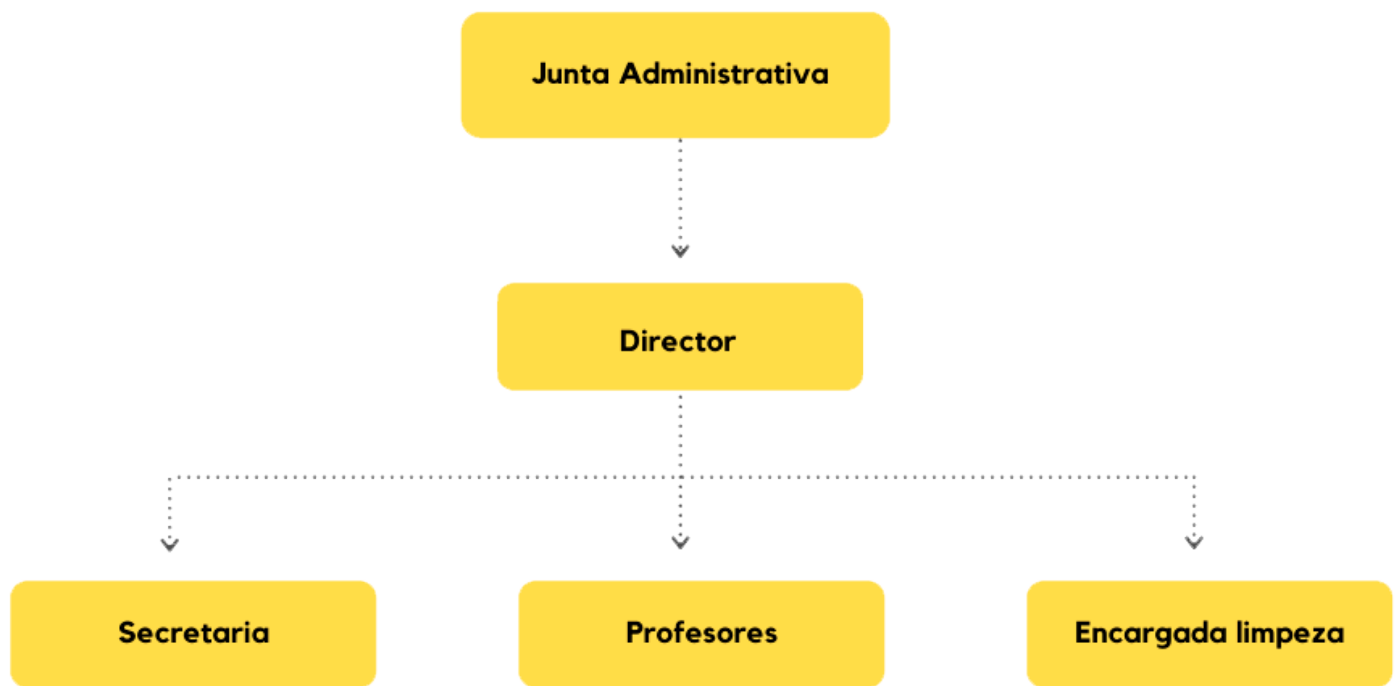 Junta Administrativa
Director
Secretaria
Profesores
Encargada limpeza